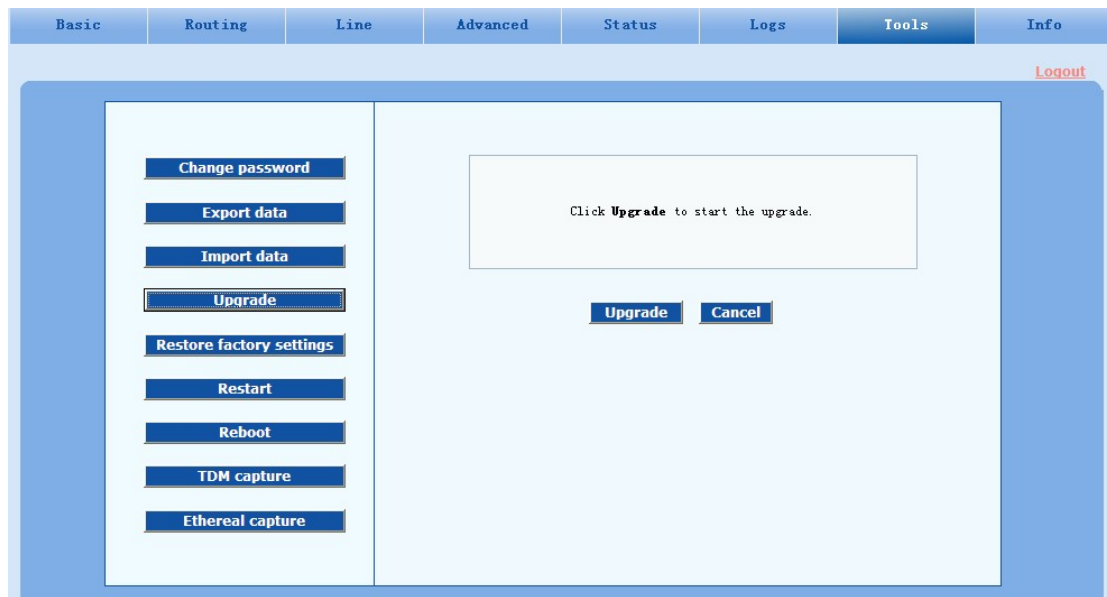 Basic Routing Line Advanced Status Logs Tools Info
Logout
Change password
Export data
Import data
Upgrade
Restore factory settings
Restart
Reboot
TDM capture
Ethereal capture
Click Upgrade to start the upgrade.
Upgrade Cancel